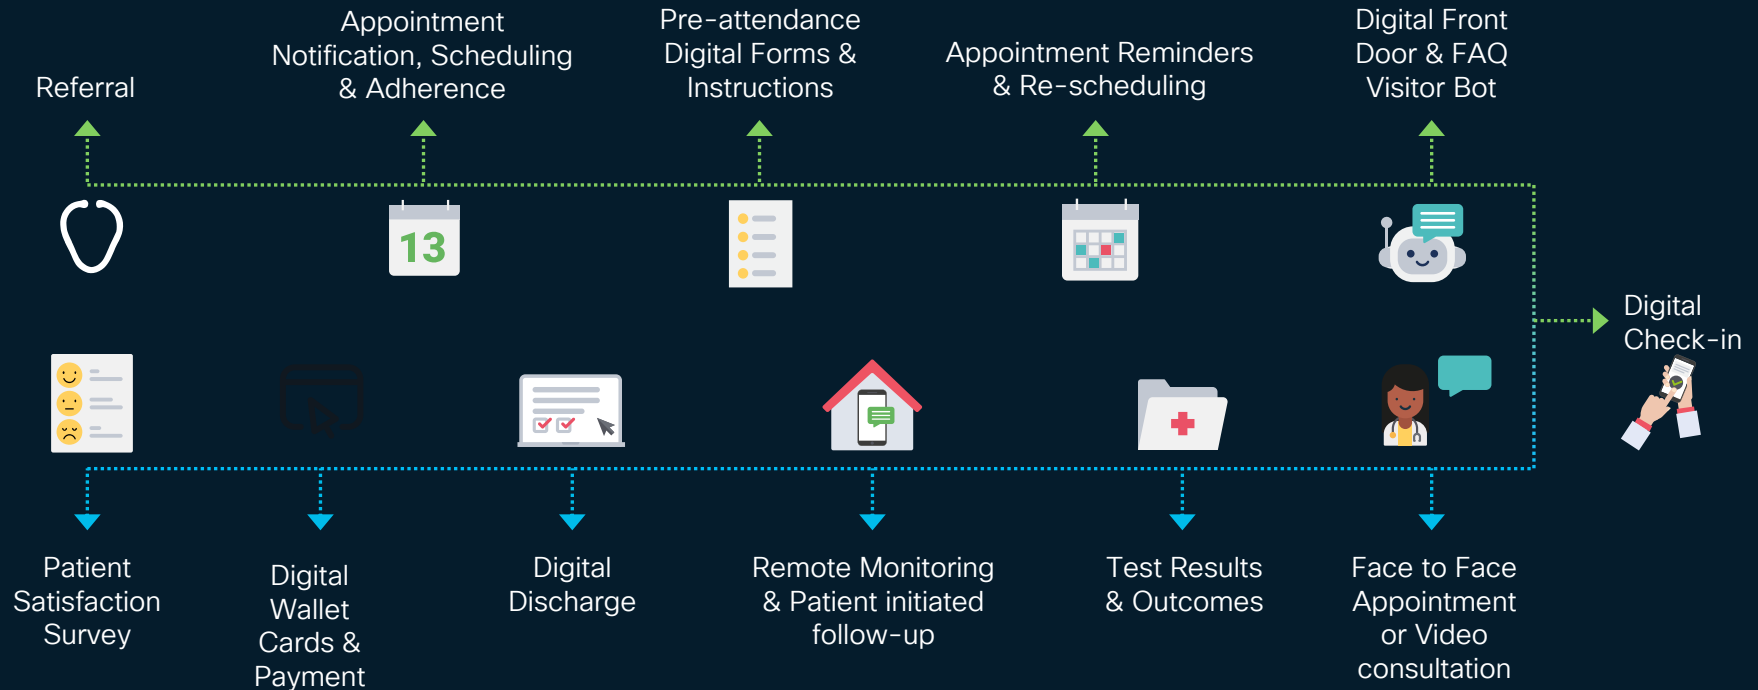 Referral
Appointment
Notification, Scheduling
& Adherence
Pre-attendance
Digital Forms &
Instructions
Appointment Reminders
& Re-scheduling
Digital Front
Door & FAQ
Visitor Bot
13
Digital
Check-in
Patient
Satisfaction
Survey
Digital
Wallet
Cards &
Payment
Digital
Discharge
Remote Monitoring
& Patient initiated
follow-up
Test Results
& Outcomes
Face to Face
Appointment
or Video
consultation